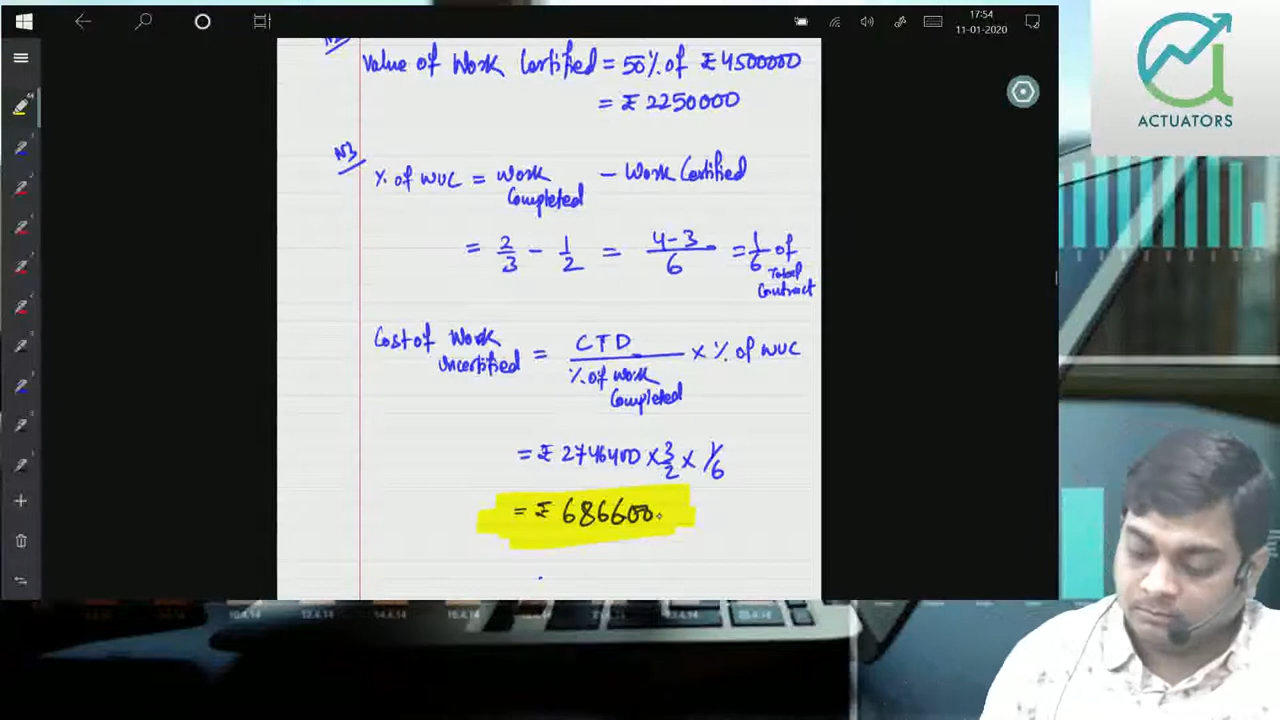 17:54
11-01-2020
ACTUATORS
Value of Work Certified = 50% of ₹ 4500000
= ₹ 2250000
N3
% of WUC = Work Completed - Work Certified
= 2/3 - 1/2 = 4-3/6 = 1/6 of Total Contract
Cost of Work Uncertified = CTD / % of Work Completed × % of WUC
= ₹ 2746400 × 3/2 × 1/6
= ₹ 686600